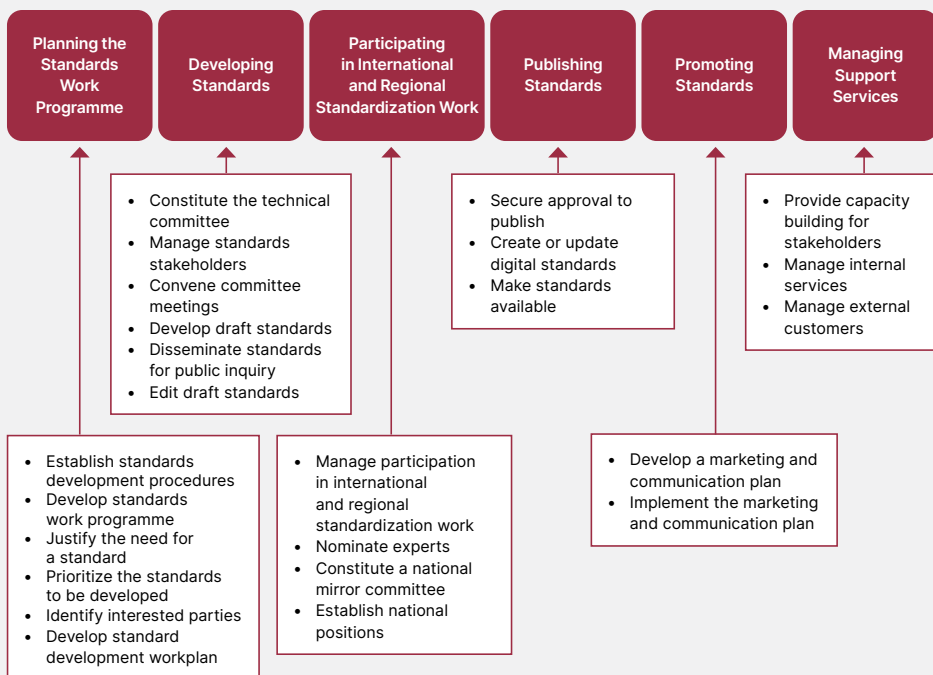 Planning the
Standards
Work
Programme
Developing
Standards
Participating
in International
and Regional
Standardization Work
Publishing
Standards
Promoting
Standards
Managing
Support
Services
• Constitute the technical
committee
• Manage standards
stakeholders
• Convene committee
meetings
• Develop draft standards
• Disseminate standards
for public inquiry
• Edit draft standards
• Secure approval to
publish
• Create or update
digital standards
• Make standards
available
• Provide capacity
building for
stakeholders
• Manage internal
services
• Manage external
customers
• Establish standards
development procedures
• Develop standards
work programme
• Justify the need for
a standard
• Prioritize the standards
to be developed
• Identify interested parties
• Develop standard
development workplan
• Manage participation
in international
and regional
standardization work
• Nominate experts
• Constitute a national
mirror committee
• Establish national
positions
• Develop a marketing and
communication plan
• Implement the marketing
and communication plan